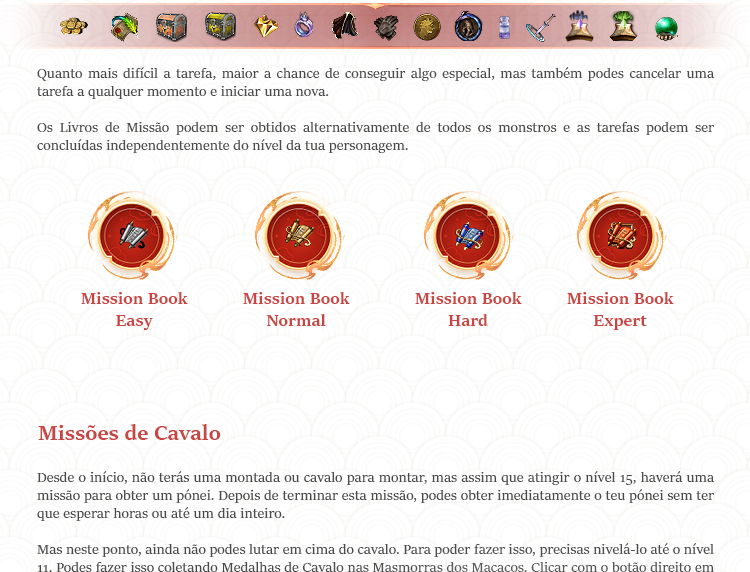 Quanto mais difícil a tarefa, maior a chance de conseguir algo especial, mas também podes cancelar uma
tarefa a qualquer momento e iniciar uma nova.
Os Livros de Missão podem ser obtidos alternativamente de todos os monstros e as tarefas podem ser
concluídas independentemente do nível da tua personagem.
Mission Book
Easy
Mission Book
Normal
Mission Book
Hard
Mission Book
Expert
Missões de Cavalo
Desde o início, não terás uma montada ou cavalo para montar, mas assim que atingir o nível 15, haverá uma
missão para obter um pónei. Depois de terminar esta missão, podes obter imediatamente o teu pónei sem ter
que esperar horas ou até um dia inteiro.
Mas neste ponto, ainda não podes lutar em cima do cavalo. Para poder fazer isso, precisas nivelá-lo até o nível
11. Podes fazer isso coletando Medalhas de Cavalo nas Masmorras dos Macacos. Clicar com o botão direito em